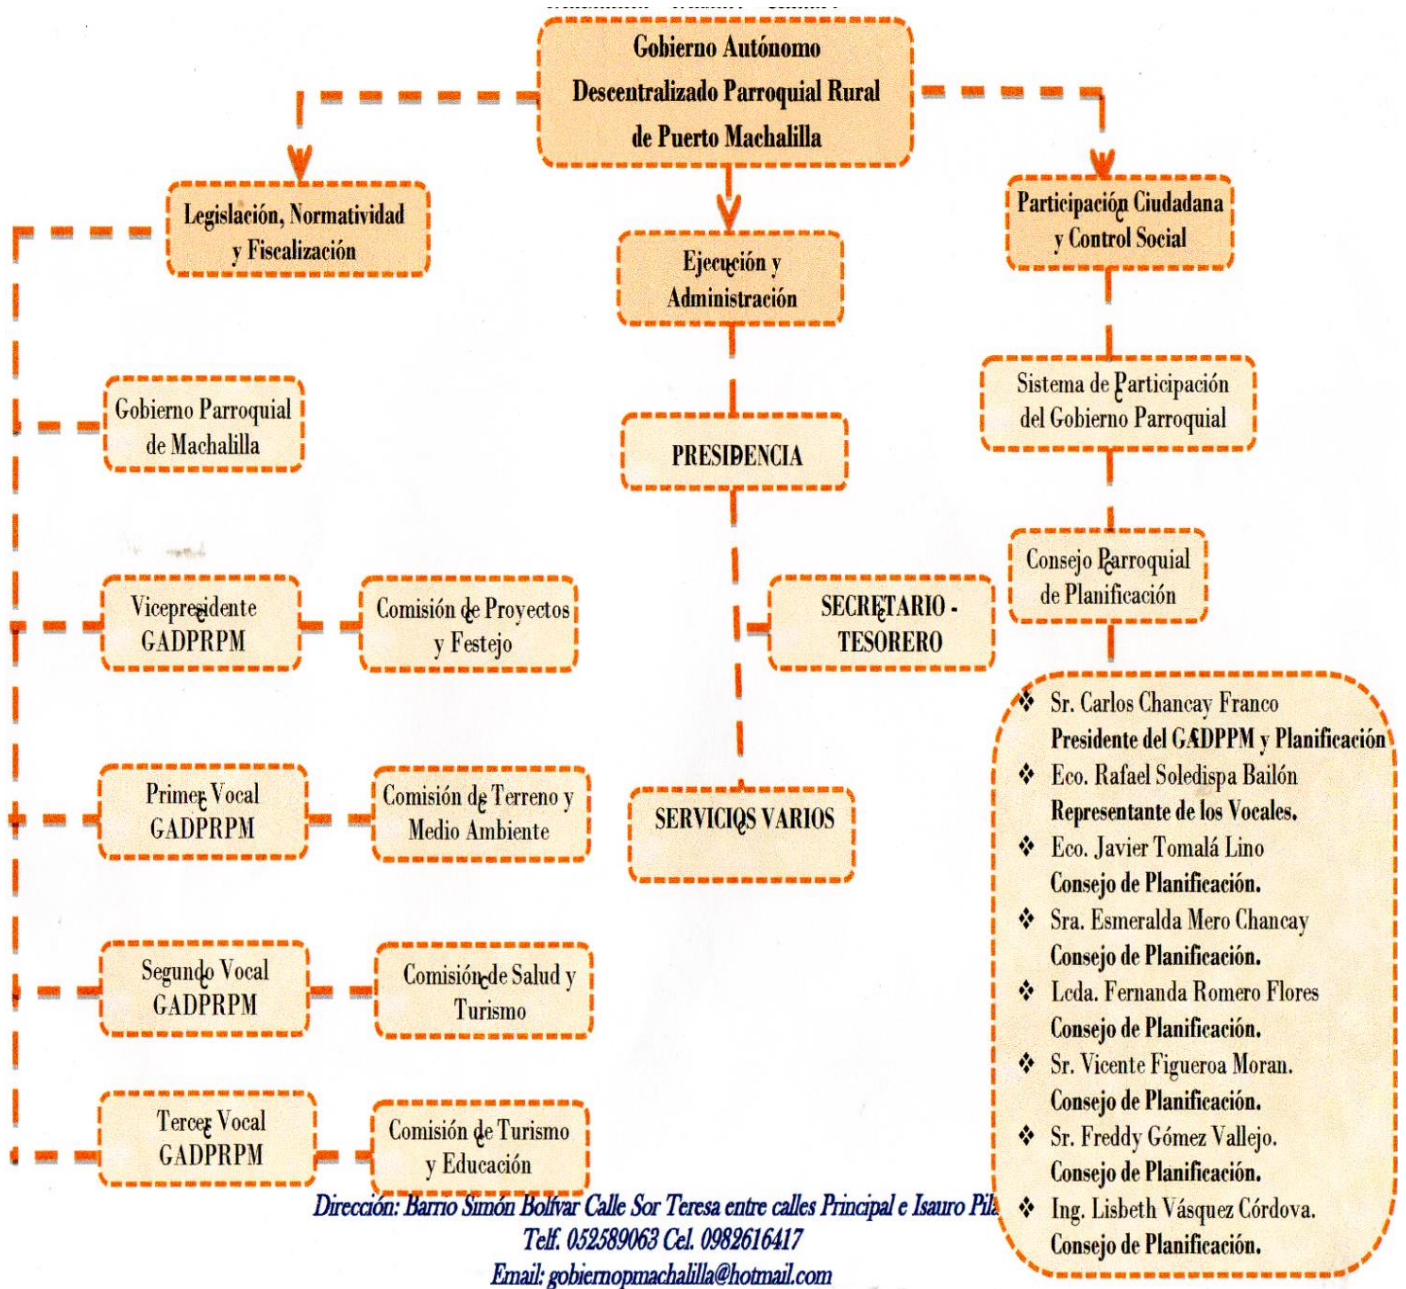 Gobierno Autónomo
Descentralizado Parroquial Rural
de Puerto Machalilla
Legislación, Normatividad
y Fiscalización
Gobierno Parroquial
de Machalilla
Vicepresidente
GADPRPM
Comisión de Proyectos
y Festejo
Primer Vocal
GADPRPM
Comisión de Terreno y
Medio Ambiente
Segundo Vocal
GADPRPM
Comisión de Salud y
Turismo
Tercer Vocal
GADPRPM
Comisión de Turismo
y Educación
Ejecución y
Administración
PRESIDENCIA
SECRETARIO -
TESORERO
SERVICIOS VARIOS
Participación Ciudadana
y Control Social
Sistema de Participación
del Gobierno Parroquial
Consejo Parroquial
de Planificación
❖ Sr. Carlos Chancay Franco
Presidente del GADPPM y Planificación
❖ Eco. Rafael Soledispa Bailón
Representante de los Vocales.
❖ Eco. Javier Tomalá Lino
Consejo de Planificación.
❖ Sra. Esmeralda Mero Chancay
Consejo de Planificación.
❖ Lcda. Fernanda Romero Flores
Consejo de Planificación.
❖ Sr. Vicente Figueroa Moran.
Consejo de Planificación.
❖ Sr. Freddy Gómez Vallejo.
Consejo de Planificación.
❖ Ing. Lisbeth Vásquez Córdova.
Consejo de Planificación.
Dirección: Barrio Simón Bolívar Calle Sor Teresa entre calles Principal e Isauro
Telf. 052589063 Cel. 0982616417
Email: gobiernopmachalilla@hotmail.com